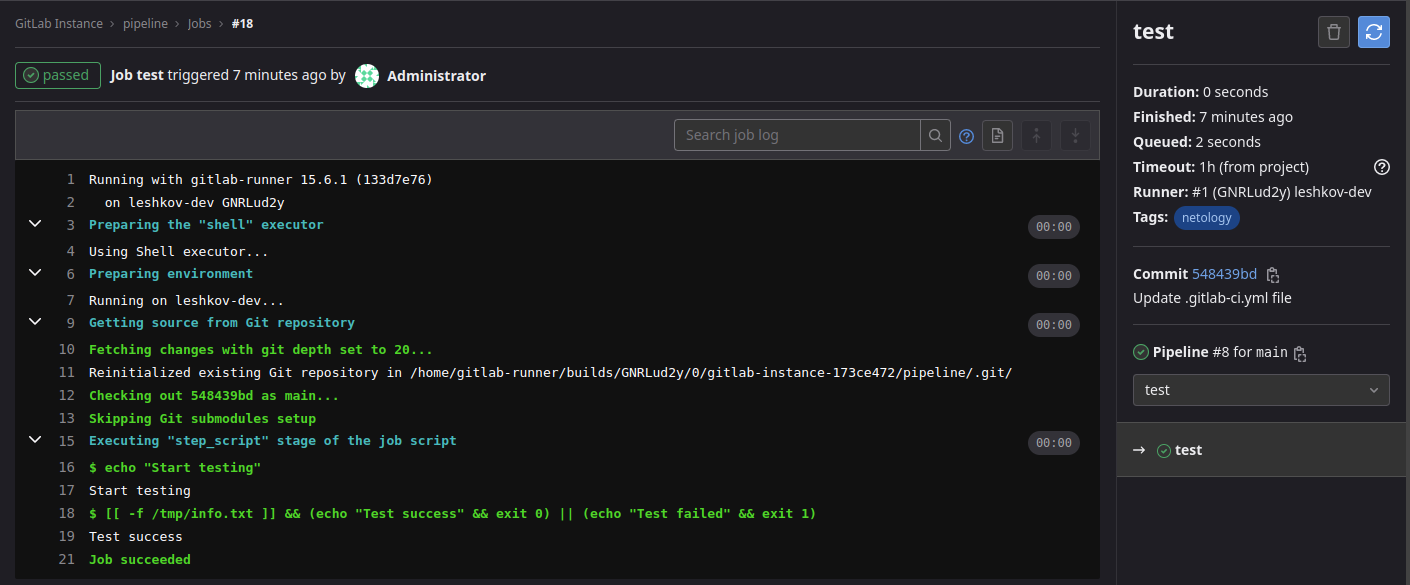 GitLab Instance › pipeline › Jobs › #18
passed Job test triggered 7 minutes ago by Administrator
Search job log
1 Running with gitlab-runner 15.6.1 (133d7e76)
2 on leshkov-dev GNRLud2y
3 Preparing the "shell" executor 00:00
4 Using Shell executor...
6 Preparing environment 00:00
7 Running on leshkov-dev...
9 Getting source from Git repository 00:00
10 Fetching changes with git depth set to 20...
11 Reinitialized existing Git repository in /home/gitlab-runner/builds/GNRLud2y/0/gitlab-instance-173ce472/pipeline/.git/
12 Checking out 548439bd as main...
13 Skipping Git submodules setup
15 Executing "step_script" stage of the job script 00:00
16 $ echo "Start testing"
17 Start testing
18 $ [[ -f /tmp/info.txt ]] && (echo "Test success" && exit 0) || (echo "Test failed" && exit 1)
19 Test success
21 Job succeeded
test
Duration: 0 seconds
Finished: 7 minutes ago
Queued: 2 seconds
Timeout: 1h (from project)
Runner: #1 (GNRLud2y) leshkov-dev
Tags: netology
Commit 548439bd
Update .gitlab-ci.yml file
Pipeline #8 for main
test
→ test